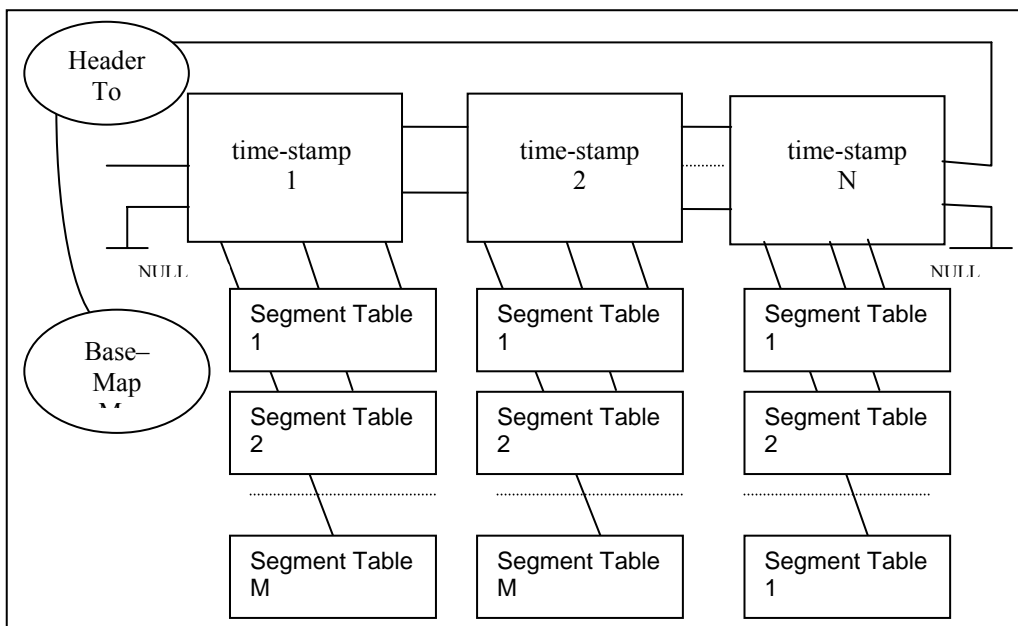 Header
To
time-stamp
1
time-stamp
2
time-stamp
N
NULL
NULL
Base–
Map
Segment Table
1
Segment Table
1
Segment Table
1
Segment Table
2
Segment Table
2
Segment Table
2
Segment Table
M
Segment Table
M
Segment Table
1